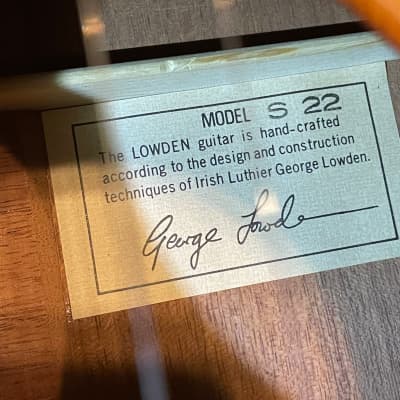 MODEL S 22
The LOWDEN guitar is hand-crafted
according to the design and construction
techniques of Irish Luthier George Lowden.
George Lowde